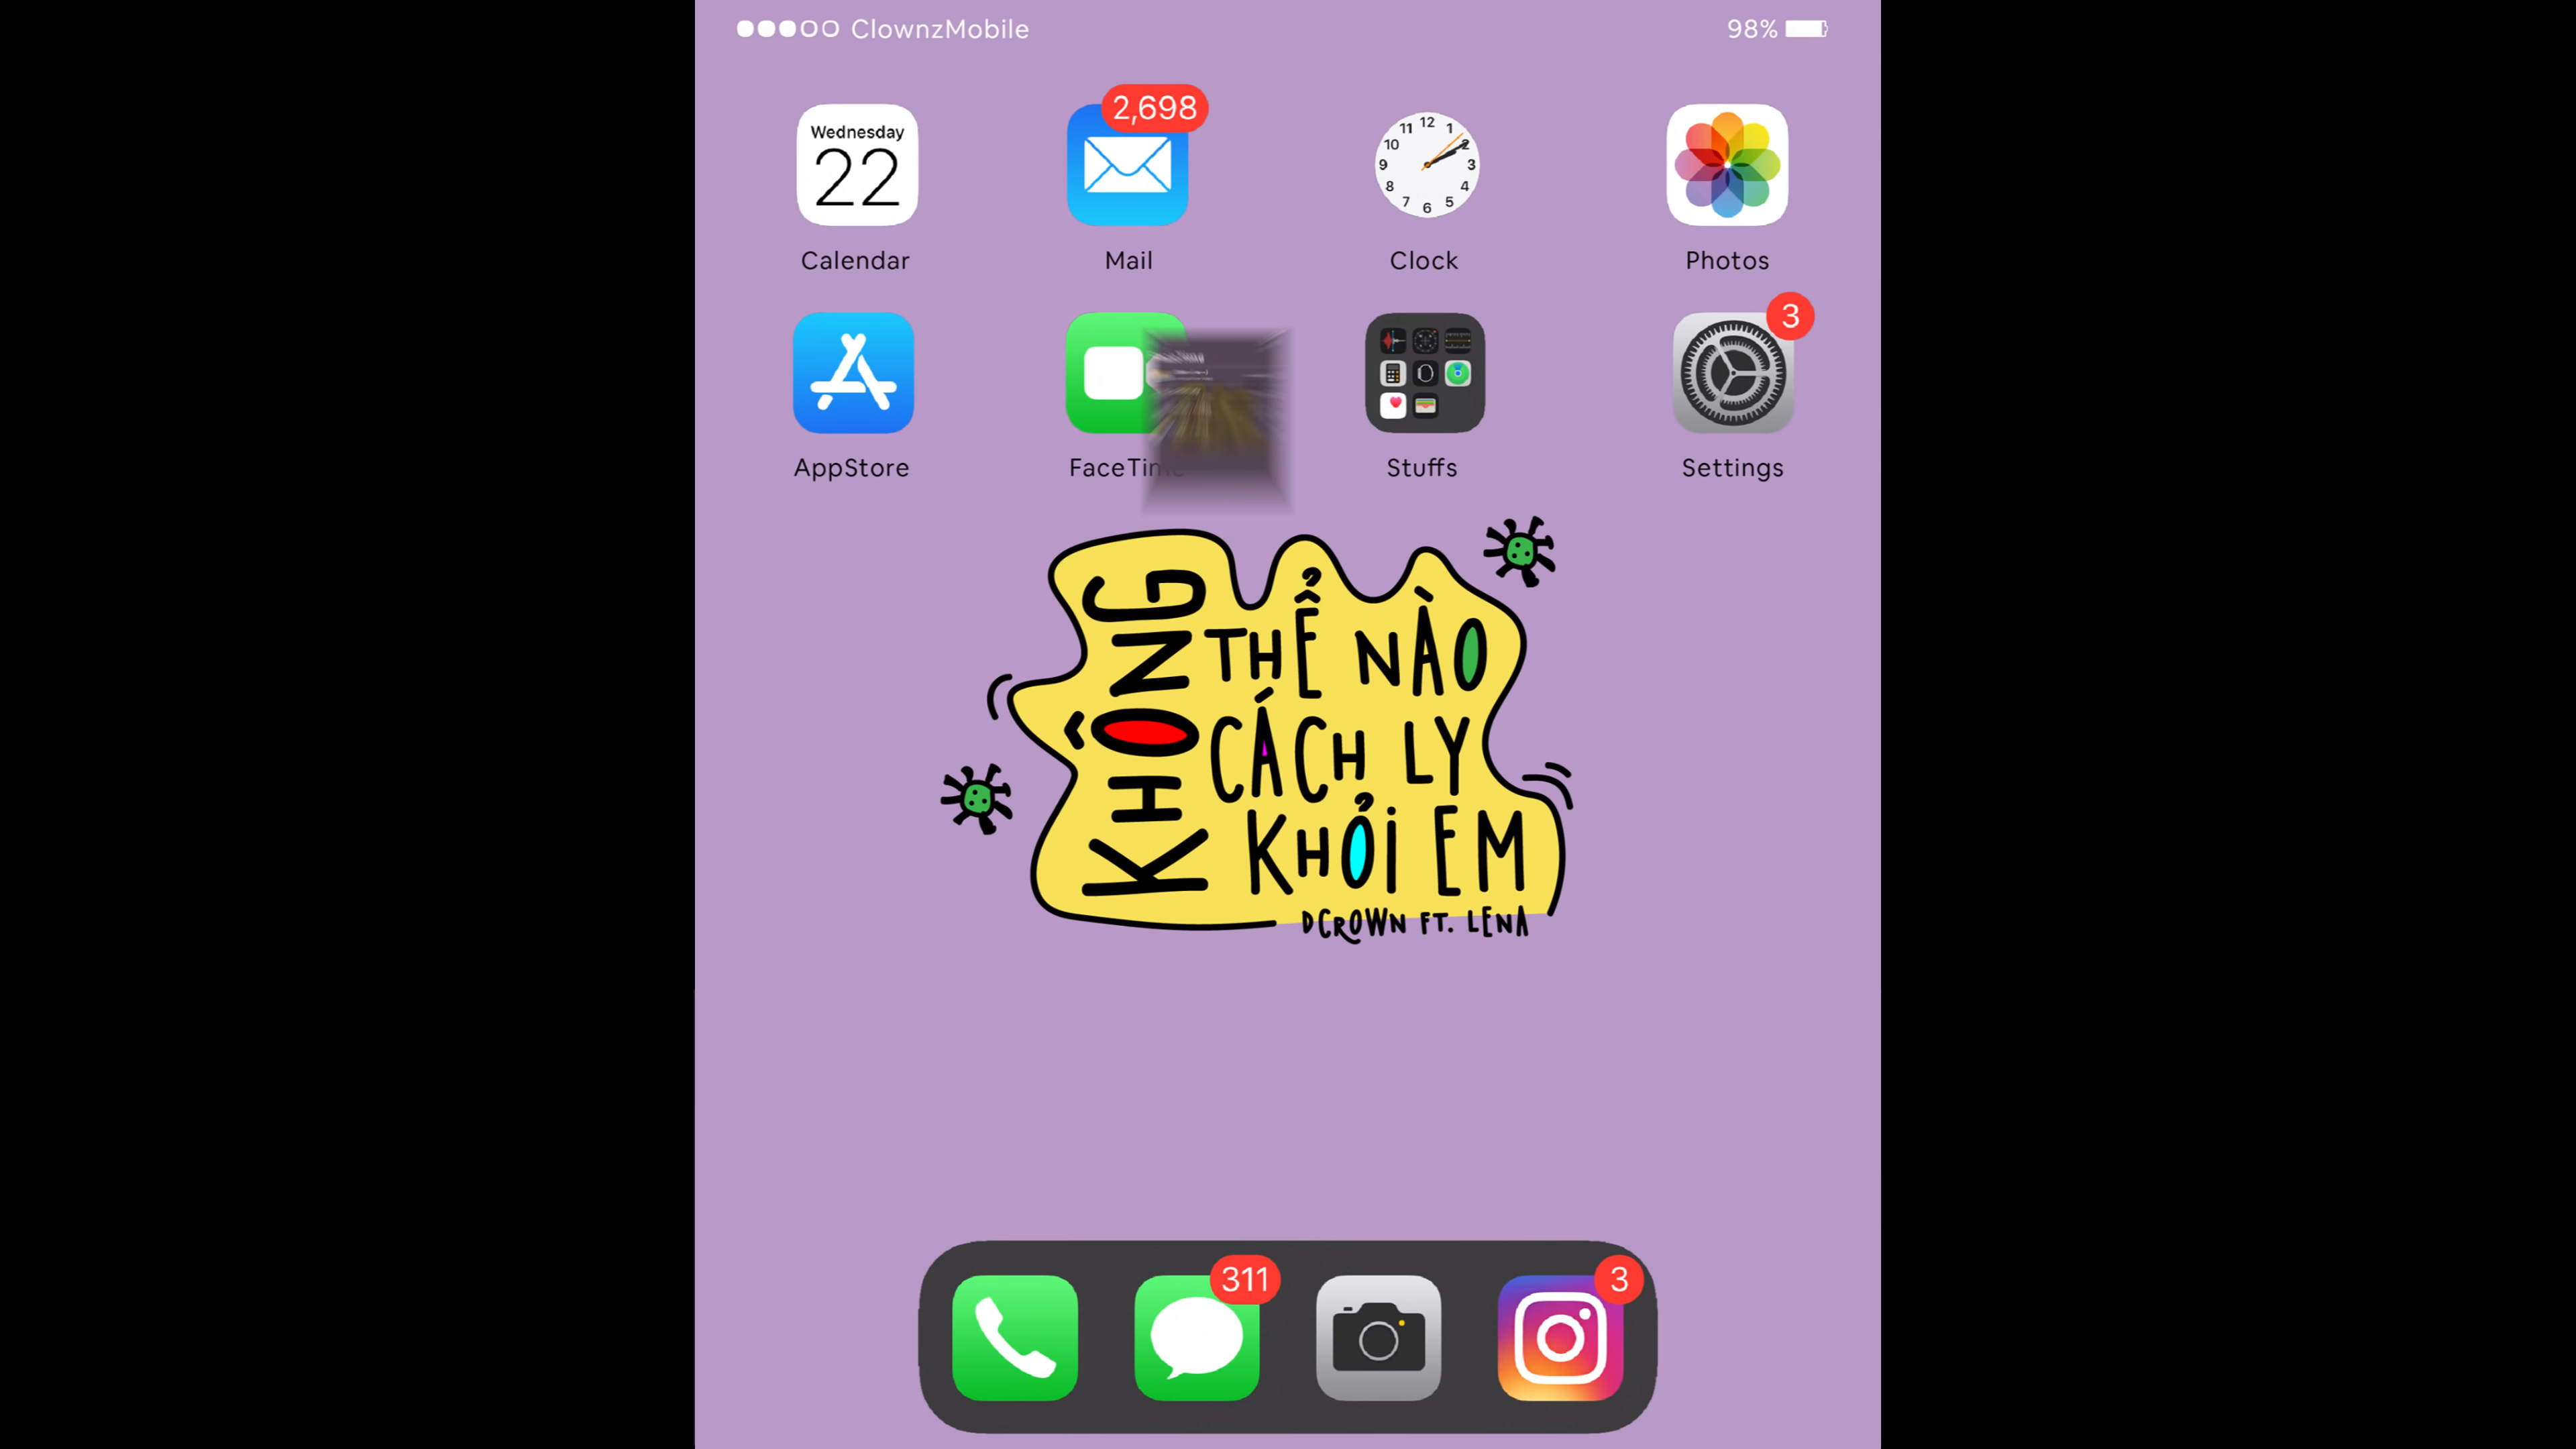 ClownzMobile 98%
Wednesday
22
2,698
12
11 1
10 2
9 3
8 4
7 5
6
Calendar Mail Clock Photos
3
AppStore FaceTime Stuffs Settings
KHÔNG
THỂ NÀO
CÁCH LY
KHỎI EM
DCROWN FT. LENA
311 3